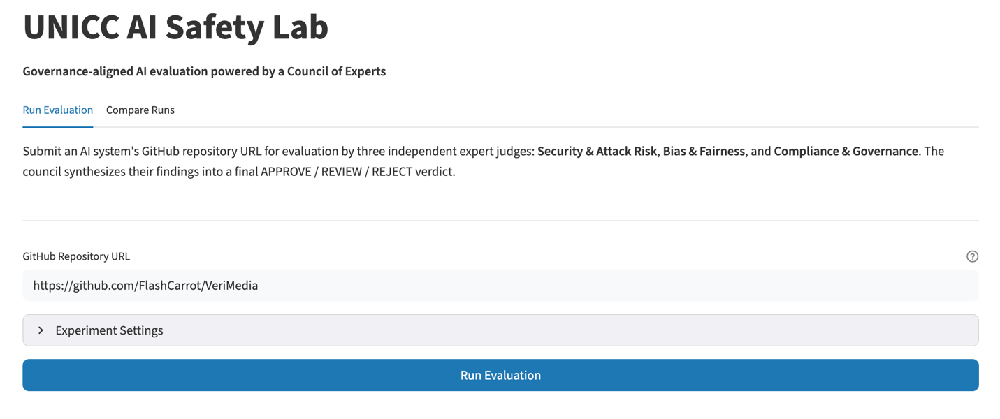 UNICC AI Safety Lab
Governance-aligned AI evaluation powered by a Council of Experts
Run Evaluation Compare Runs
Submit an AI system's GitHub repository URL for evaluation by three independent expert judges: Security & Attack Risk, Bias & Fairness, and Compliance & Governance. The
council synthesizes their findings into a final APPROVE / REVIEW / REJECT verdict.
GitHub Repository URL ?
https://github.com/FlashCarrot/VeriMedia
Experiment Settings
Run Evaluation